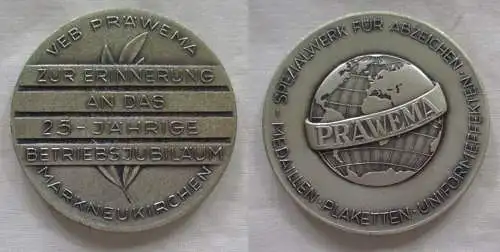 VEB PRÄWEMA
ZUR ERINNERUNG
AN DAS
25-JÄHRIGE
BETRIEBSJUBILÄUM
MARKNEUKIRCHEN
SPEZIALWERK FÜR ABZEICHEN-
MEDAILLEN-PLAKETTEN-UNIFORMEFFEKTEN
PRÄWEMA